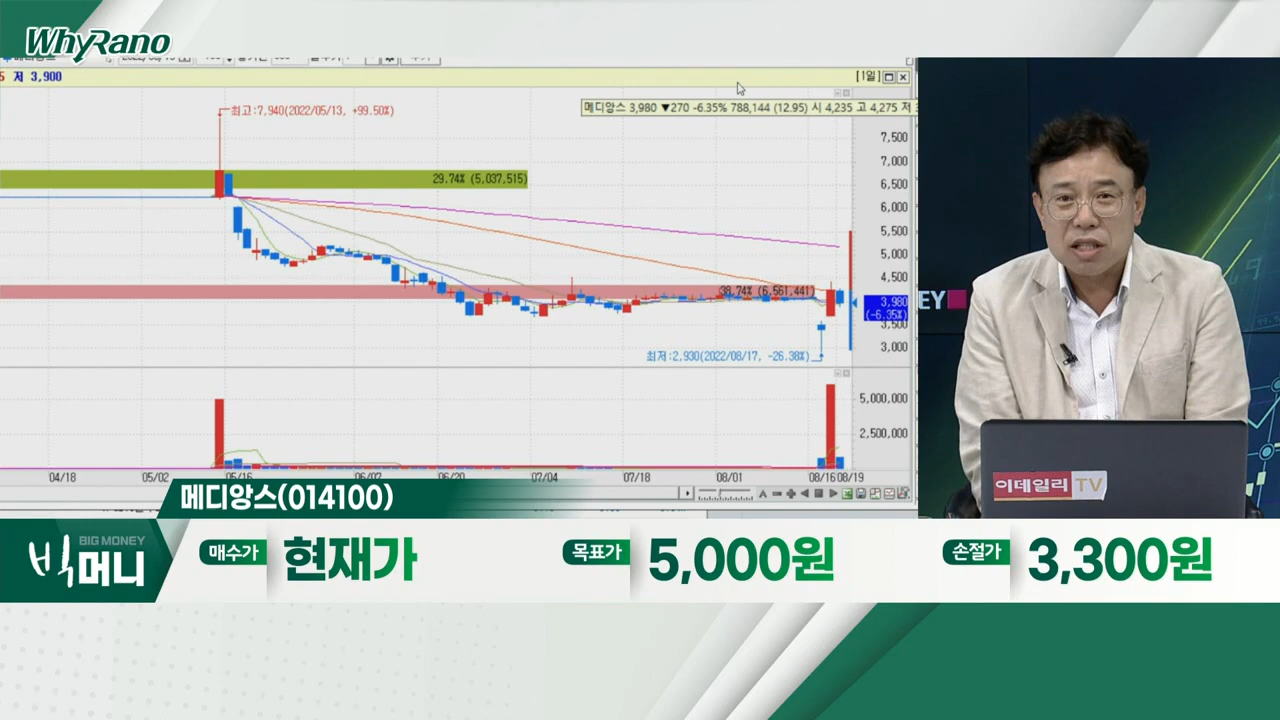 WhyRano
5 저 3,900
[1일]
최고:7,940(2022/05/13, +99.50%)
메디앙스 3,980 ▼270 -6.35% 788,144 (12.95) 시 4,235 고 4,275 저
7,500
7,000
29.74% (5,037,515)
6,500
6,000
5,500
5,000
4,500
38.74% (6,561,441)
3,980
(-6.35%)
3,500
최저:2,930(2022/08/17, -26.38%)
3,000
5,000,000
2,500,000
04/18 05/02 05/16 06/07 06/20 07/04 07/18 08/01 08/16 08/19
A
EY
이데일리 TV
메디앙스(014100)
BIG MONEY
빅머니
매수가 현재가 목표가 5,000원 손절가 3,300원